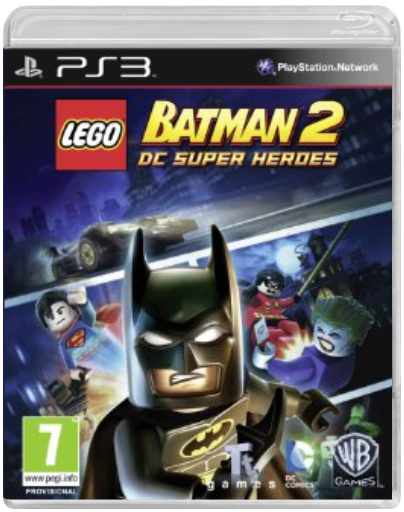 Blu-ray Disc
PS3
PlayStation Network
LEGO
BATMAN 2
DC SUPER HEROES
7
www.pegi.info
PROVISIONAL
Tt
games
DC
COMICS
WB
GAMES